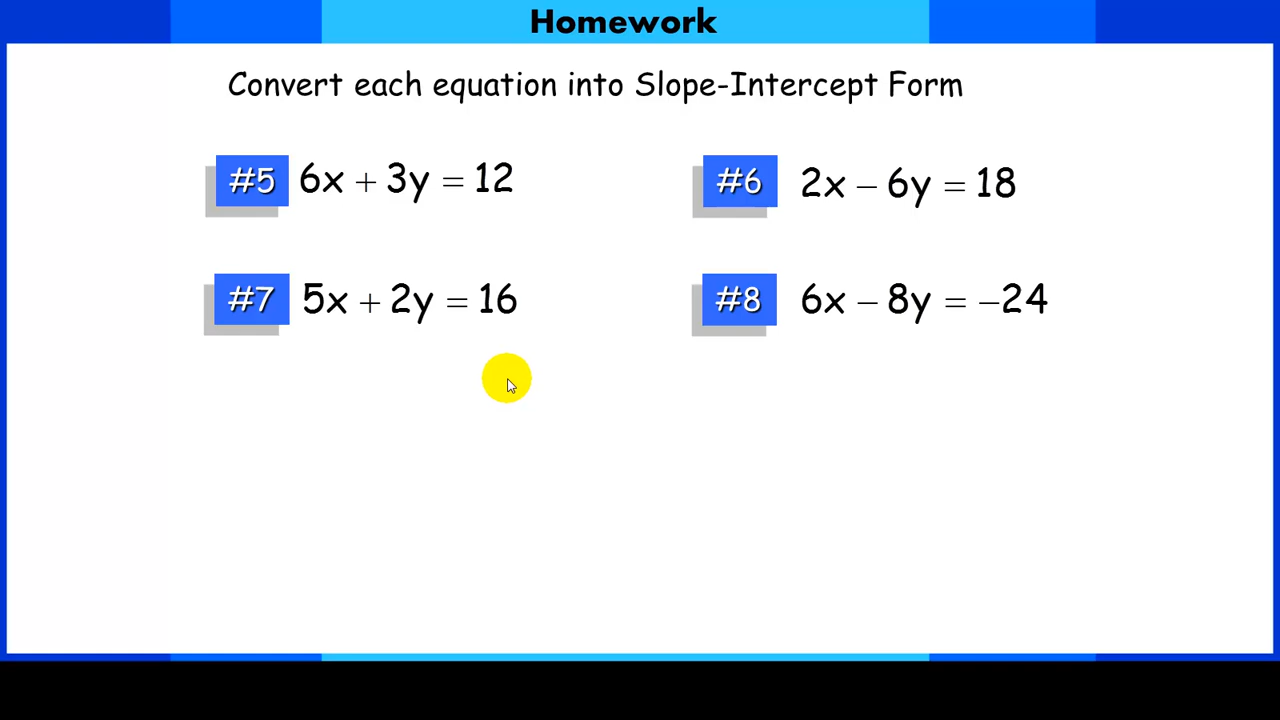 Homework
Convert each equation into Slope-Intercept Form
#5 6x + 3y = 12
#6 2x − 6y = 18
#7 5x + 2y = 16
#8 6x − 8y = −24